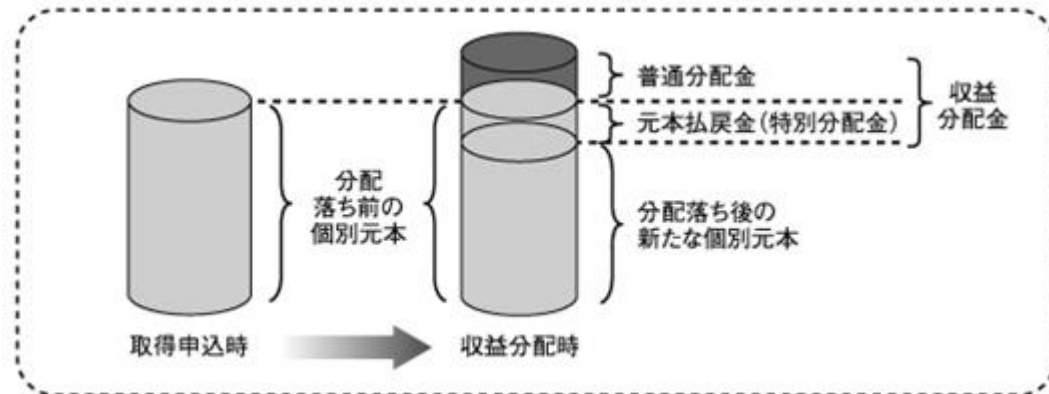 普通分配金
元本払戻金(特別分配金)
収益
分配金
分配
落ち前の
個別元本
分配落ち後の
新たな個別元本
取得申込時
収益分配時